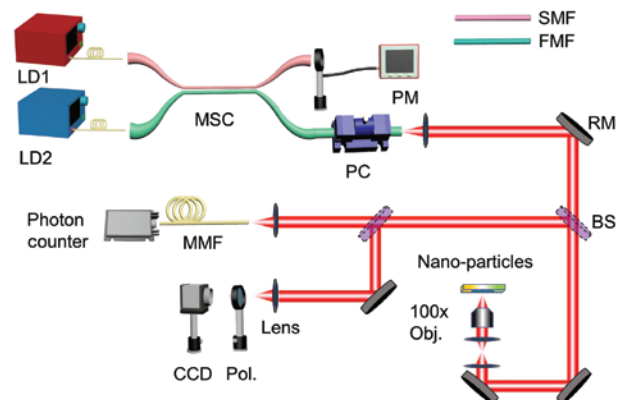 SMF
FMF
LD1
PM
MSC
LD2
PC
RM
Photon
counter
MMF
BS
Nano-particles
100x
Obj.
Lens
CCD
Pol.